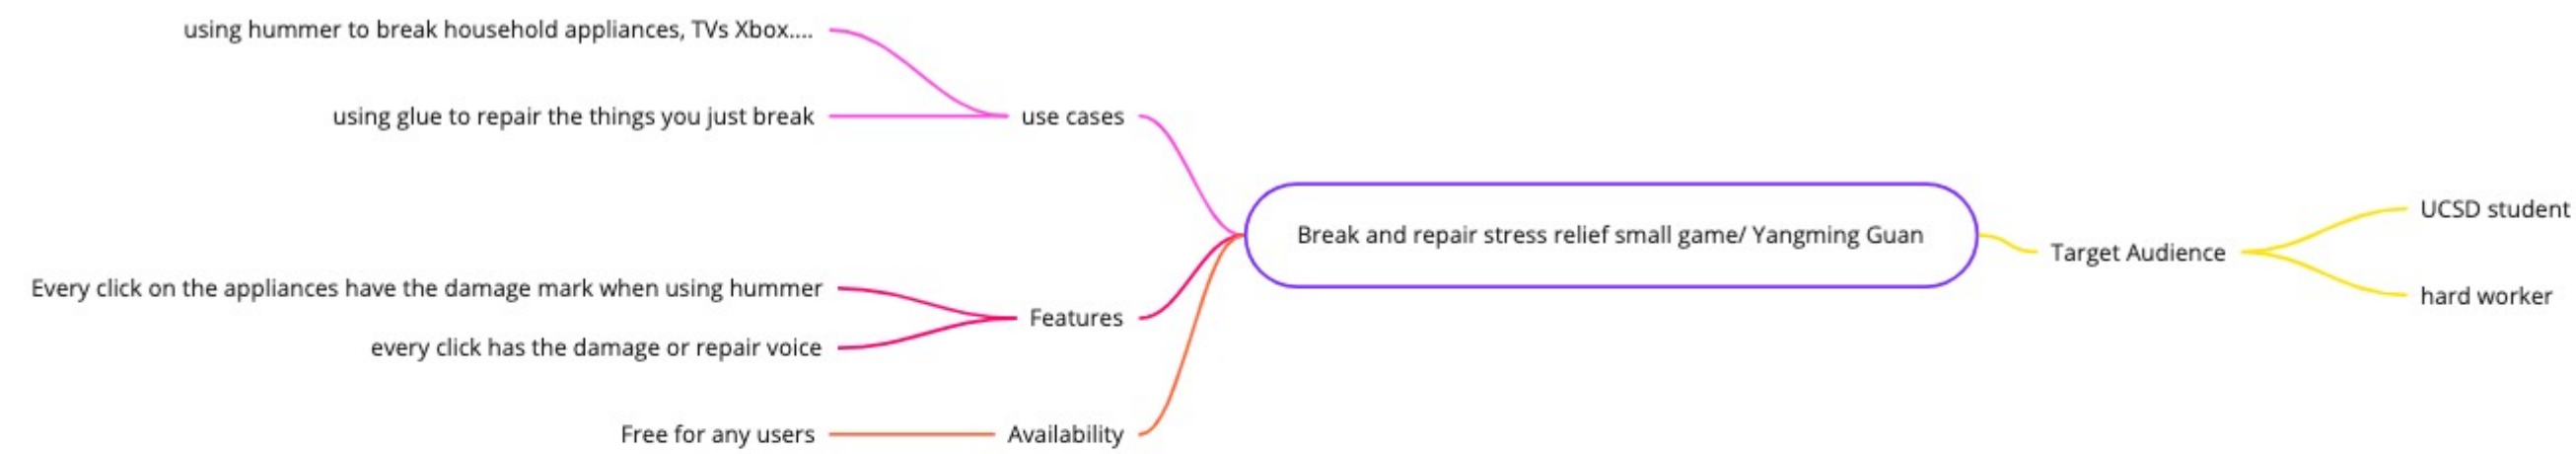 using hummer to break household appliances, TVs Xbox....
using glue to repair the things you just break
use cases
Every click on the appliances have the damage mark when using hummer
every click has the damage or repair voice
Features
Free for any users
Availability
Break and repair stress relief small game/ Yangming Guan
Target Audience
UCSD student
hard worker